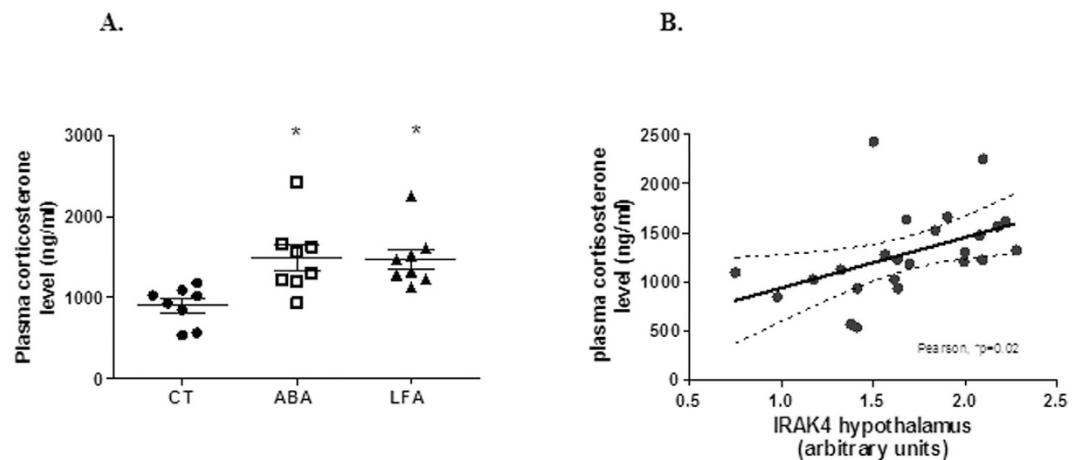 A.
B.
*
*
Plasma corticosterone
level (ng/ml)
3000
2000
1000
0
CT
ABA
LFA
plasma cortisosterone
level (ng/ml)
2500
2000
1500
1000
500
0
Pearson, *p=0.02
0.5
1.0
1.5
2.0
2.5
IRAK4 hypothalamus
(arbitrary units)